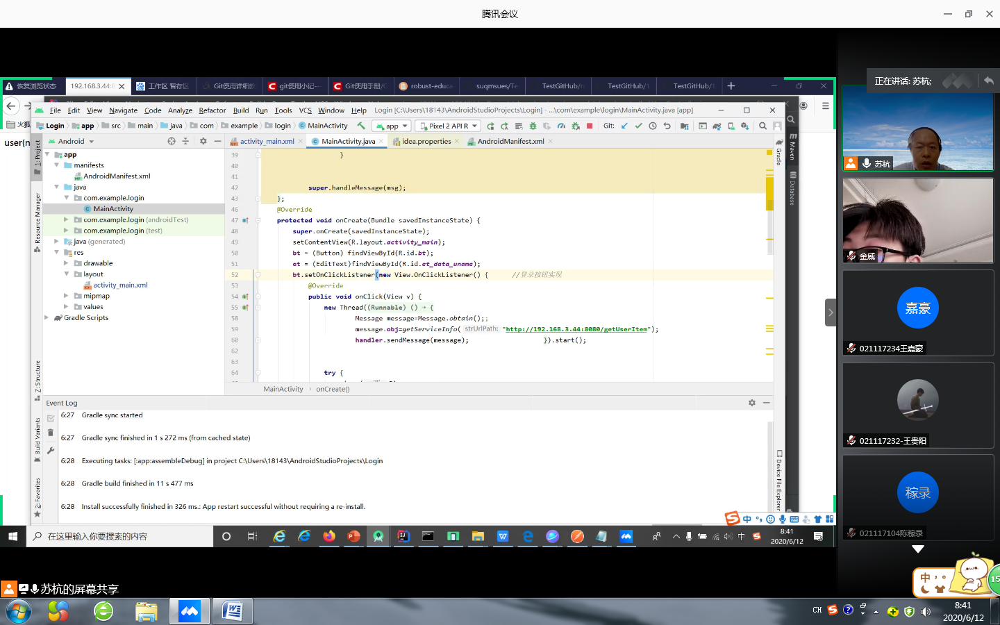 腾讯会议
恢复浏览状态
192.168.3.44:8
工作区 暂存区
Git使用详细教
git使用小记--
Git使用手册/G
robust-educa
suqmsues/Te
TestGitHub/r
TestGitHub/1
TestGitHub/1
File Edit View Navigate Code Analyze Refactor Build Run Tools VCS Window Help
Login [C:\Users\18143\AndroidStudioProjects\Login] - ...\com\example\login\MainActivity.java [app]
火狐
Login app src main java com example login MainActivity
app
Pixel 2 API R
Git:
user(n
Android
activity_main.xml
MainActivity.java
idea.properties
AndroidManifest.xml
1: Project
Resource Manager
Z: Structure
Build Variants
2: Favorites
app
manifests
AndroidManifest.xml
java
com.example.login
MainActivity
com.example.login (androidTest)
com.example.login (test)
java (generated)
res
drawable
layout
activity_main.xml
mipmap
values
Gradle Scripts
39 }
40
41
42 super.handleMessage(msg);
43 };
46 @Override
47 protected void onCreate(Bundle savedInstanceState) {
48 super.onCreate(savedInstanceState);
49 setContentView(R.layout.activity_main);
50 bt = (Button) findViewById(R.id.bt);
51 et = (EditText)findViewById(R.id.et_data_uname);
52 bt.setOnClickListener(new View.OnClickListener() { //登录按钮实现
53 @Override
54 public void onClick(View v) {
55 new Thread((Runnable) () → {
58 Message message=Message.obtain();;
59 message.obj=getServiceInfo( strUrlPath: "http://192.168.3.44:8080/getUserItem");
60 handler.sendMessage(message); }).start();
62
63
64 try {
MainActivity › onCreate()
Gradle
Maven
Database
Device File Explorer
Event Log
6:27 Gradle sync started
6:27 Gradle sync finished in 1 s 272 ms (from cached state)
6:28 Executing tasks: [:app:assembleDebug] in project C:\Users\18143\AndroidStudioProjects\Login
6:28 Gradle build finished in 11 s 477 ms
6:28 Install successfully finished in 326 ms.: App restart successful without requiring a re-install.
中
在这里输入你要搜索的内容
中
8:41
2020/6/12
正在讲话: 苏杭;
苏杭
金威
嘉豪
021117234王嘉豪
021117232-王贵阳
稼录
021117104陈稼录
中
15
苏杭的屏幕共享
CH
8:41
2020/6/12